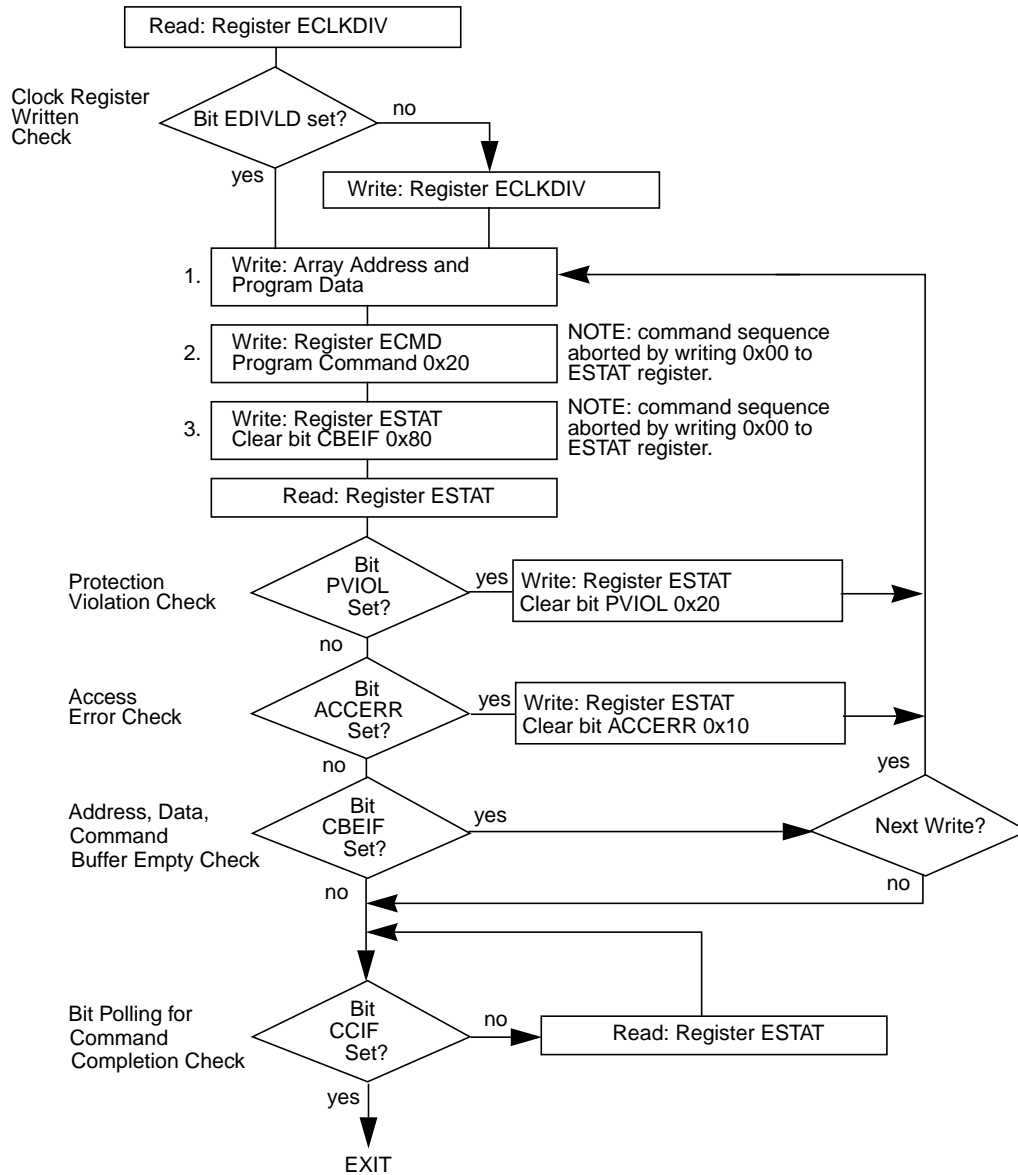 Read: Register ECLKDIV
Clock Register
Written
Check
Bit EDIVLD set?
no
yes
Write: Register ECLKDIV
1.
Write: Array Address and
Program Data
2.
Write: Register ECMD
Program Command 0x20
NOTE: command sequence
aborted by writing 0x00 to
ESTAT register.
3.
Write: Register ESTAT
Clear bit CBEIF 0x80
NOTE: command sequence
aborted by writing 0x00 to
ESTAT register.
Read: Register ESTAT
Protection
Violation Check
Bit
PVIOL
Set?
yes
Write: Register ESTAT
Clear bit PVIOL 0x20
no
Access
Error Check
Bit
ACCERR
Set?
yes
Write: Register ESTAT
Clear bit ACCERR 0x10
no
yes
Address, Data,
Command
Buffer Empty Check
Bit
CBEIF
Set?
yes
Next Write?
no
no
Bit Polling for
Command
Completion Check
Bit
CCIF
Set?
no
Read: Register ESTAT
yes
EXIT